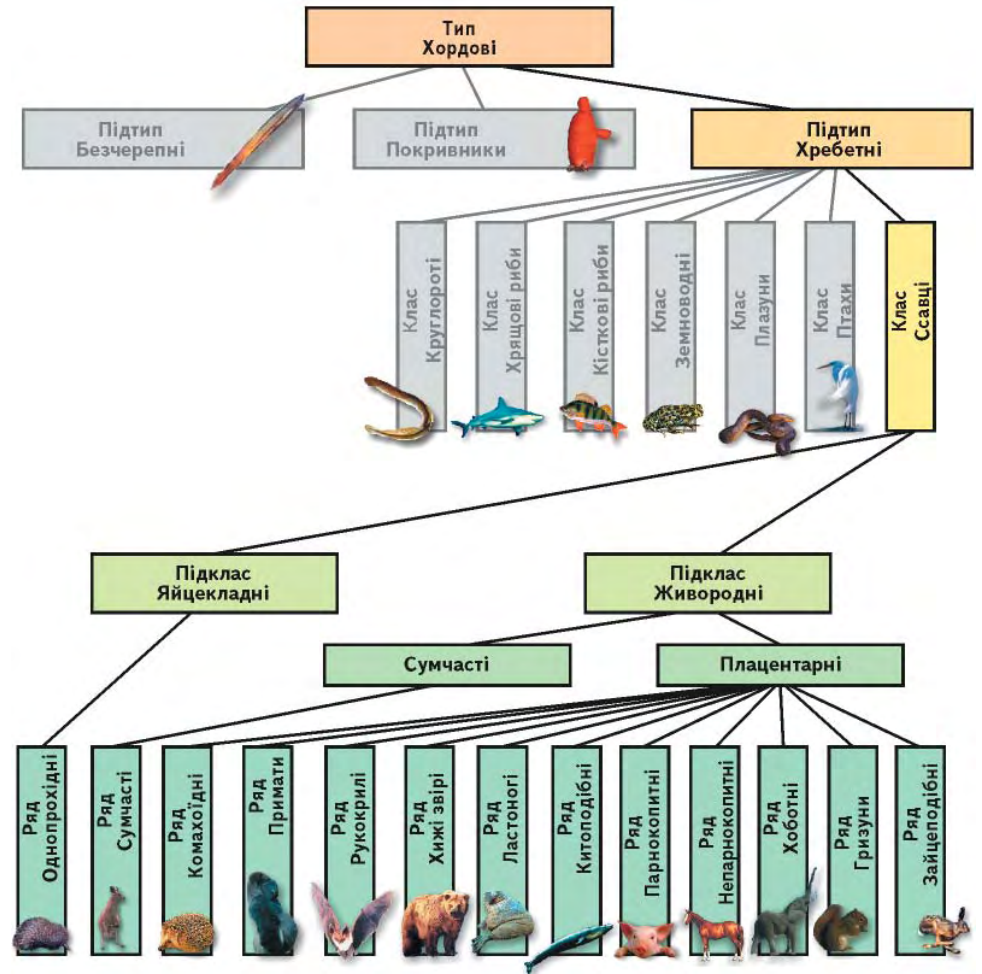 Тип
Хордові
Підтип
Безчерепні
Підтип
Покривники
Підтип
Хребетні
Клас
Круглороті
Клас
Хрящові риби
Клас
Кісткові риби
Клас
Земноводні
Клас
Плазуни
Клас
Птахи
Клас
Ссавці
Підклас
Яйцекладні
Підклас
Живородні
Сумчасті
Плацентарні
Ряд
Однопрохідні
Ряд
Сумчасті
Ряд
Комахоїдні
Ряд
Примати
Ряд
Рукокрилі
Ряд
Хижі звірі
Ряд
Ластоногі
Ряд
Китоподібні
Ряд
Парнокопитні
Ряд
Непарнокопитні
Ряд
Хоботні
Ряд
Гризуни
Ряд
Зайцеподібні